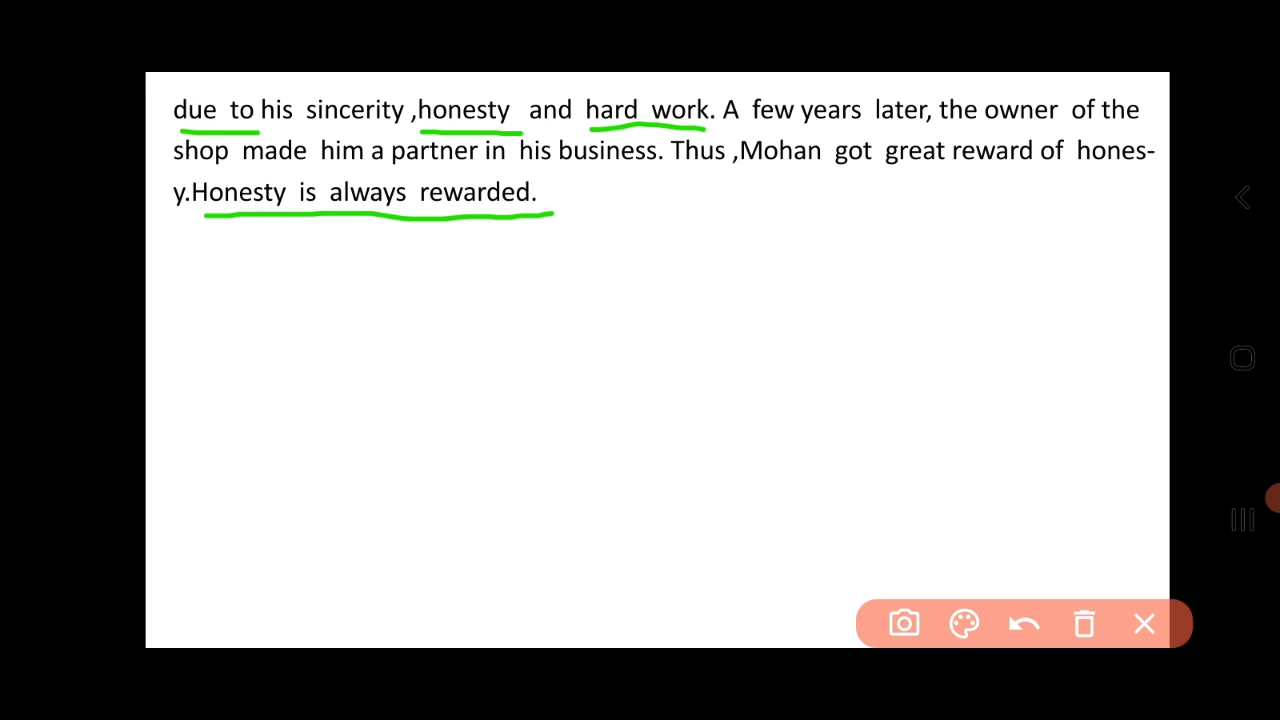 due to his sincerity ,honesty and hard work. A few years later, the owner of the
shop made him a partner in his business. Thus ,Mohan got great reward of hones-
y.Honesty is always rewarded.